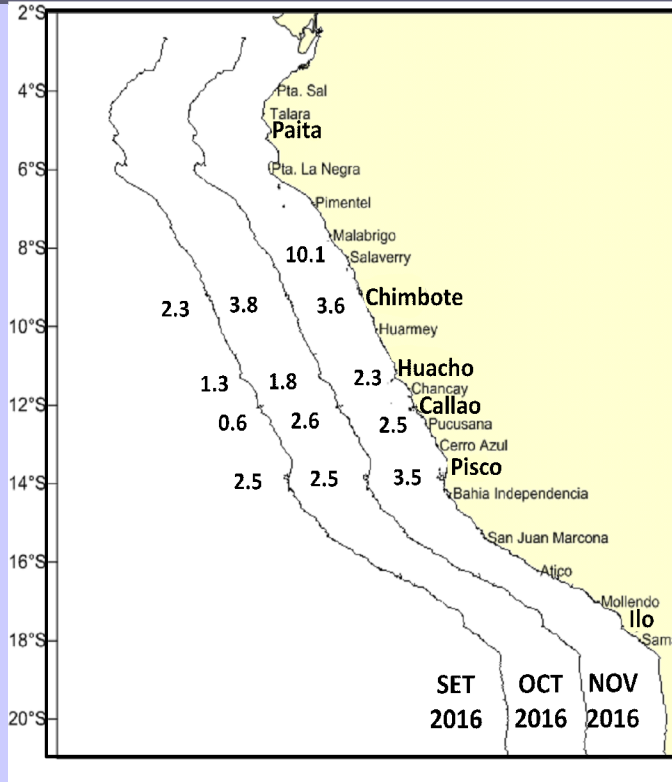 2°S
4°S
Pta. Sal
Talara
Paita
6°S
Pta. La Negra
Pimentel
Malabrigo
8°S
10.1
Salaverry
2.3
3.8
3.6
Chimbote
10°S
Huarmey
Huacho
1.3
1.8
2.3
Chancay
12°S
Callao
0.6
2.6
2.5
Pucusana
Cerro Azul
Pisco
14°S
2.5
2.5
3.5
Bahia Independencia
San Juan Marcona
16°S
Atico
Mollendo
Ilo
18°S
Sam
SET
2016
OCT
2016
NOV
2016
20°S